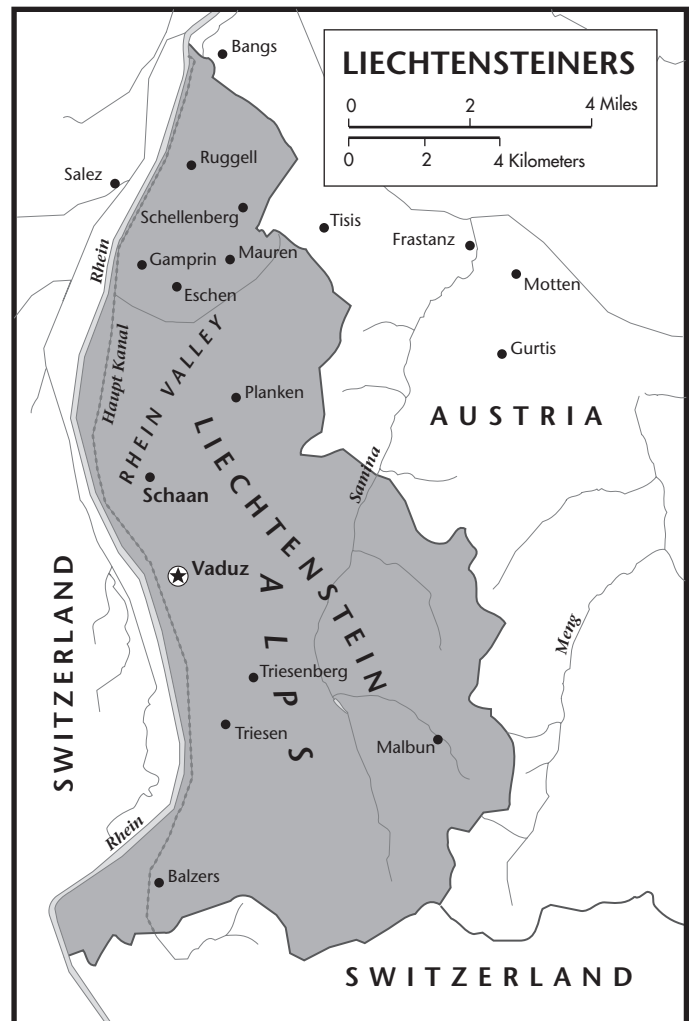 Bangs
LIECHTENSTEINERS
0 2 4 Miles
0 2 4 Kilometers
Ruggell
Salez
Schellenberg
Tisis
Frastanz
Rhein
Gamprin
Mauren
Motten
Eschen
Haupt Kanal
RHEIN VALLEY
Gurtis
Planken
AUSTRIA
LIECHTENSTEIN
Samina
Schaan
Vaduz
ALPS
SWITZERLAND
Meng
Triesenberg
Triesen
Malbun
Rhein
Balzers
SWITZERLAND